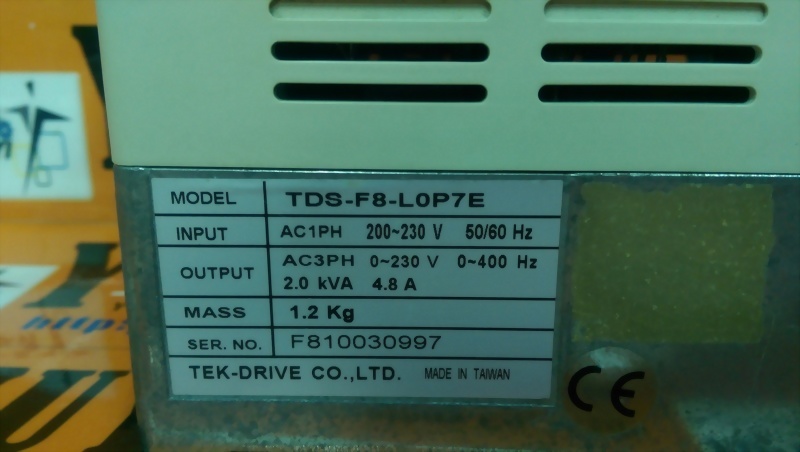 MODEL TDS-F8-L0P7E
INPUT AC1PH 200~230 V 50/60 Hz
OUTPUT AC3PH 0~230 V 0~400 Hz
2.0 kVA 4.8 A
MASS 1.2 Kg
SER. NO. F810030997
TEK-DRIVE CO.,LTD. MADE IN TAIWAN
CE
http: